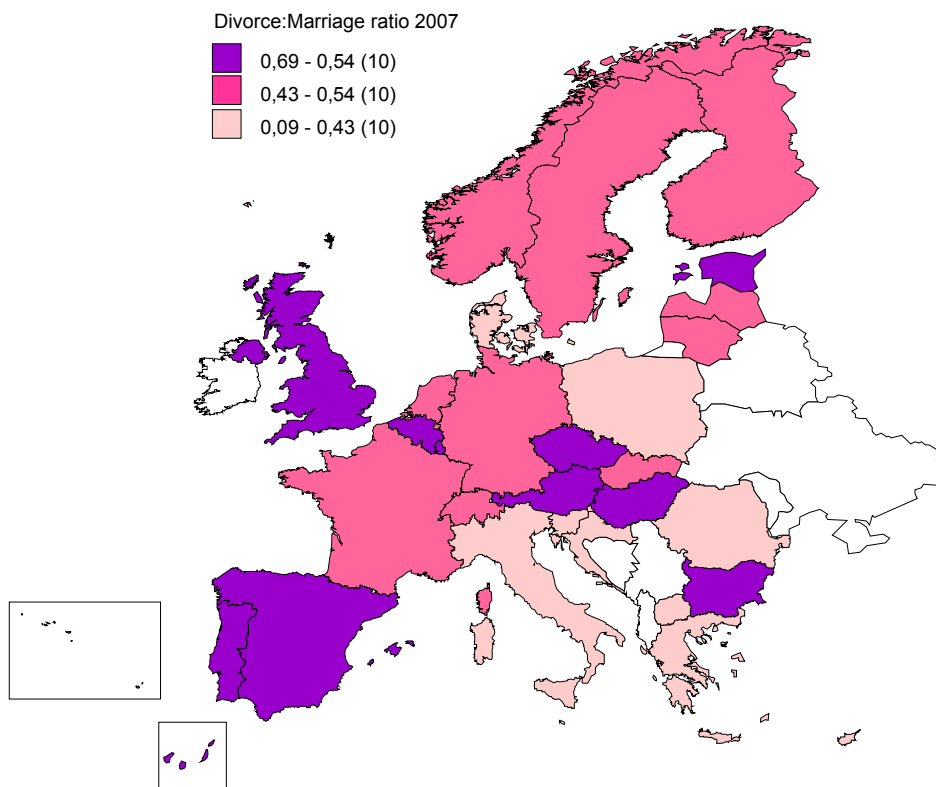 Divorce:Marriage ratio 2007
0,69 - 0,54 (10)
0,43 - 0,54 (10)
0,09 - 0,43 (10)